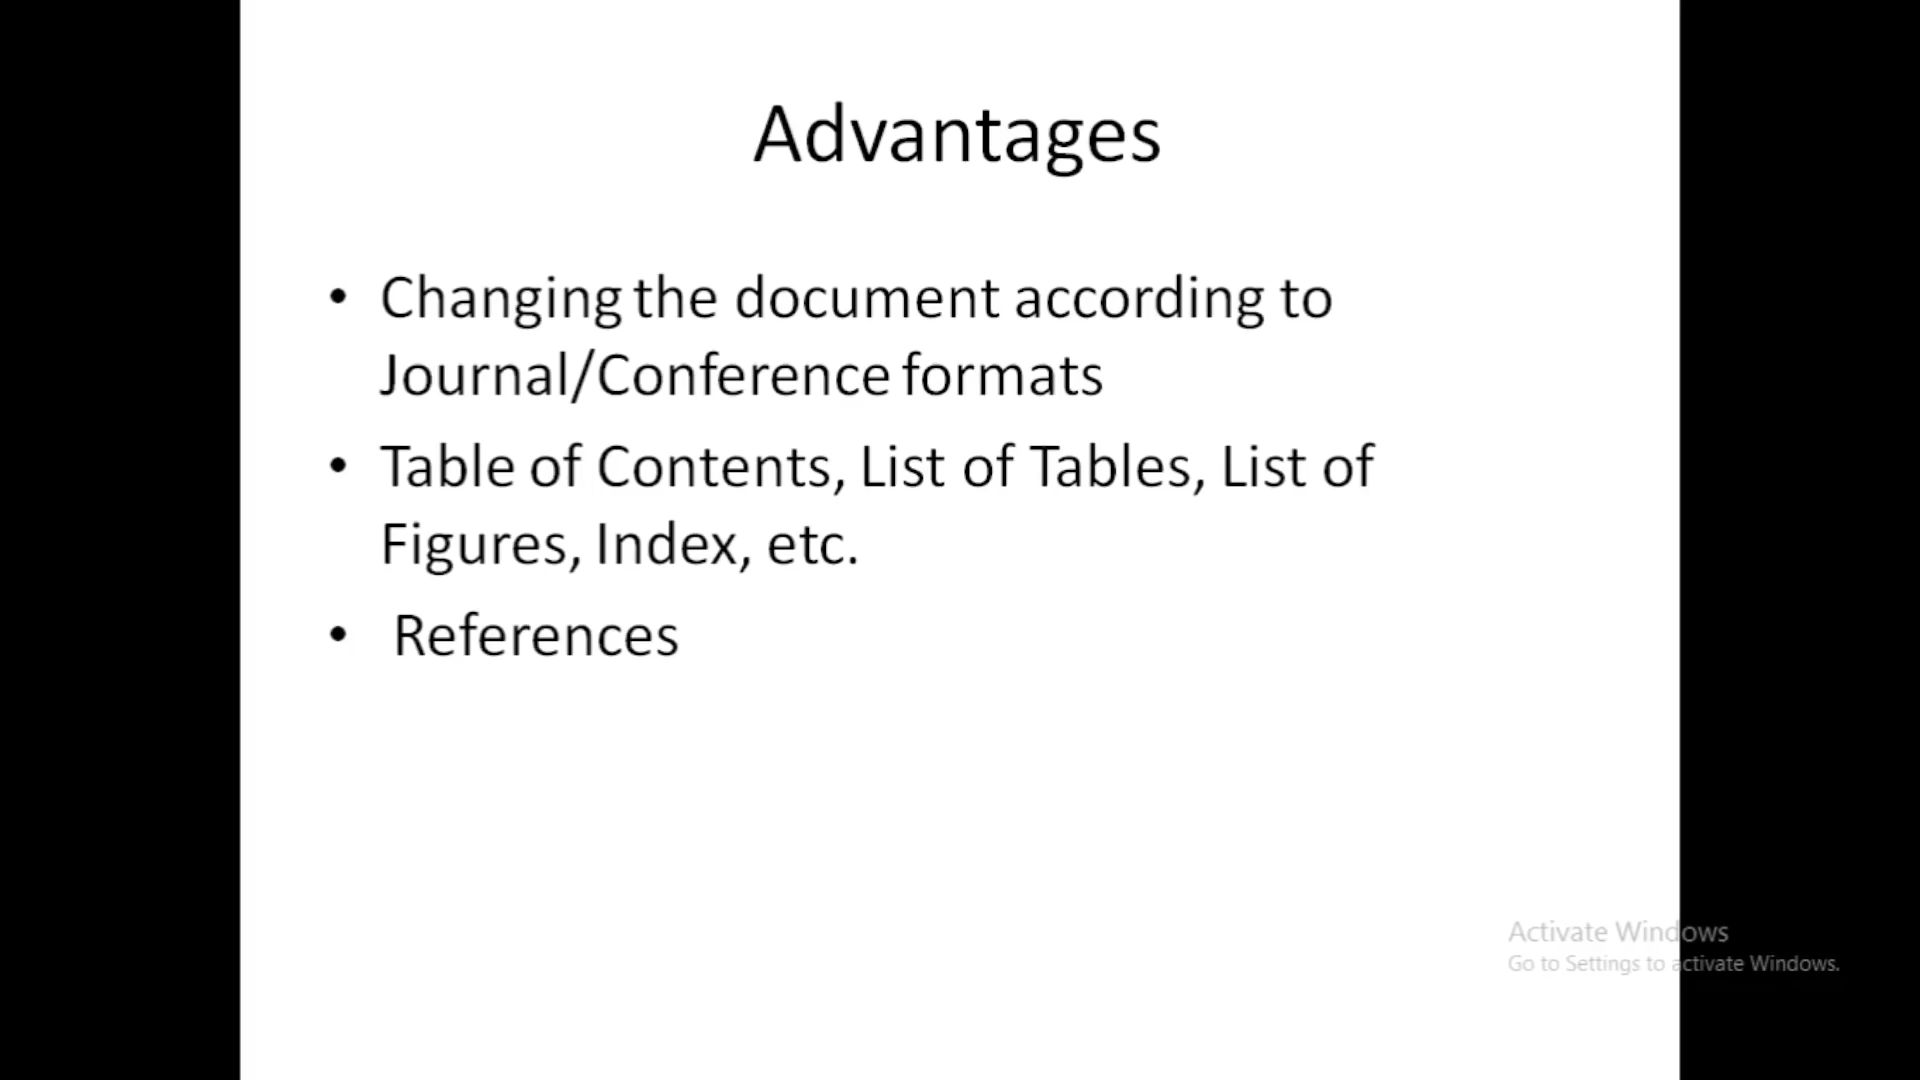 Advantages
• Changing the document according to
Journal/Conference formats
• Table of Contents, List of Tables, List of
Figures, Index, etc.
• References
Activate Windows
Go to Settings to activate Windows.